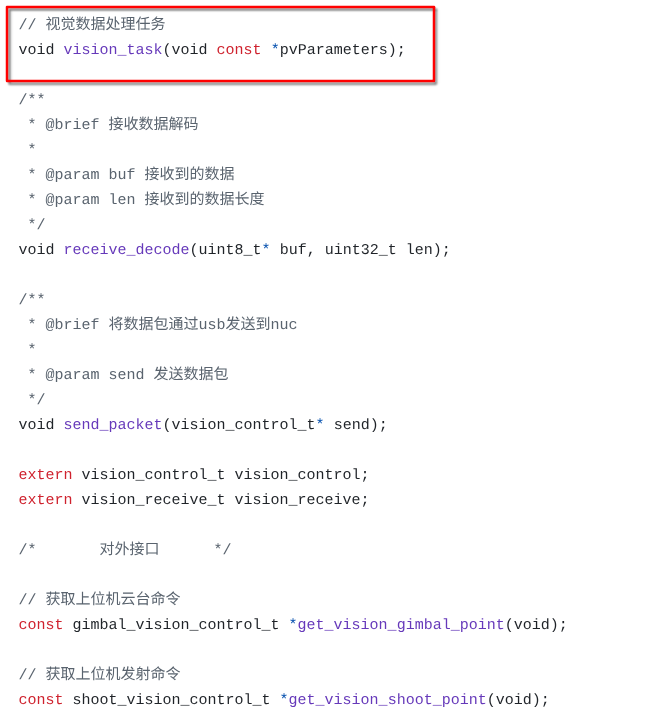 // 视觉数据处理任务
void vision_task(void const *pvParameters);
/**
 * @brief 接收数据解码
 *
 * @param buf 接收到的数据
 * @param len 接收到的数据长度
 */
void receive_decode(uint8_t* buf, uint32_t len);
/**
 * @brief 将数据包通过usb发送到nuc
 *
 * @param send 发送数据包
 */
void send_packet(vision_control_t* send);
extern vision_control_t vision_control;
extern vision_receive_t vision_receive;
/*       对外接口      */
// 获取上位机云台命令
const gimbal_vision_control_t *get_vision_gimbal_point(void);
// 获取上位机发射命令
const shoot_vision_control_t *get_vision_shoot_point(void);